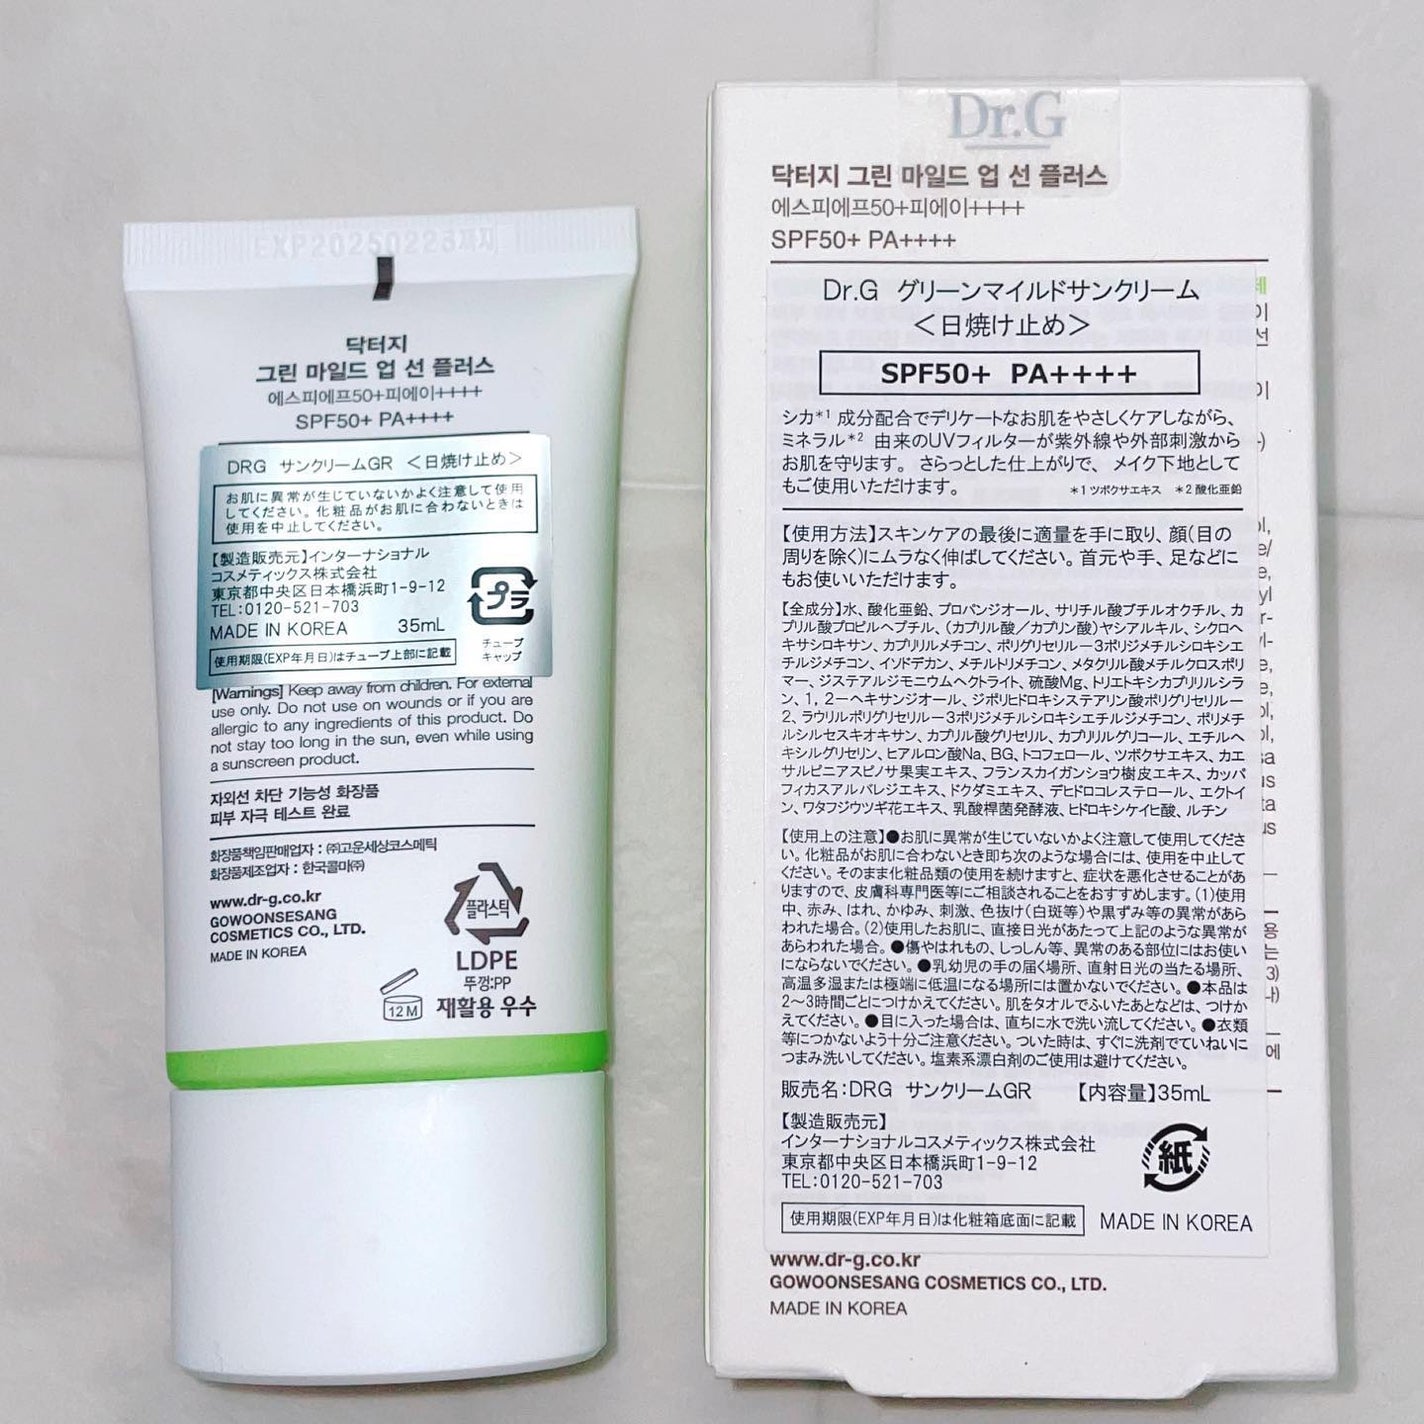 EXP20250223까지
닥터지
그린 마일드 업 선 플러스
에스피에프50+피에이++++
SPF50+ PA++++
DRG サンクリームGR <日焼け止め>
お肌に異常が生じていないかよく注意して使用
してください。化粧品がお肌に合わないときは
使用を中止してください。
【製造販売元】インターナショナル
コスメティックス株式会社
東京都中央区日本橋浜町1-9-12
TEL:0120-521-703
MADE IN KOREA 35mL
プラ
チューブ
キャップ
使用期限(EXP年月日)はチューブ上部に記載
[Warnings] Keep away from children. For external
use only. Do not use on wounds or if you are
allergic to any ingredients of this product. Do
not stay too long in the sun, even while using
a sunscreen product.
자외선 차단 기능성 화장품
피부 자극 테스트 완료
화장품책임판매업자 : ㈜고운세상코스메틱
화장품제조업자 : 한국콜마㈜
www.dr-g.co.kr
GOWOONSESANG
COSMETICS CO., LTD.
MADE IN KOREA
플라스틱
LDPE
뚜껑:PP
재활용 우수
12M
Dr.G
닥터지 그린 마일드 업 선 플러스
에스피에프50+피에이++++
SPF50+ PA++++
Dr.G グリーンマイルドサンクリーム
<日焼け止め>
SPF50+ PA++++
シカ*1 成分配合でデリケートなお肌をやさしくケアしながら、
ミネラル*2 由来のUVフィルターが紫外線や外部刺激から
お肌を守ります。 さらっとした仕上がりで、 メイク下地として
もご使用いただけます。 *1 ツボクサエキス *2 酸化亜鉛
【使用方法】スキンケアの最後に適量を手に取り、顔(目の
周りを除く)にムラなく伸ばしてください。首元や手、足などに
もお使いいただけます。
【全成分】水、酸化亜鉛、プロパンジオール、サリチル酸ブチルオクチル、カ
プリル酸プロピルヘプチル、(カプリル酸/カプリン酸)ヤシアルキル、シクロヘ
キサシロキサン、カプリリルメチコン、ポリグリセリル-3ポリジメチルシロキシエ
チルジメチコン、イソドデカン、メチルトリメチコン、メタクリル酸メチルクロスポリ
マー、ジステアルジモニウムヘクトライト、硫酸Mg、トリエトキシカプリリルシラ
ン、1, 2-ヘキサンジオール、ジポリヒドロキシステアリン酸ポリグリセリル-
2、ラウリルポリグリセリル-3ポリジメチルシロキシエチルジメチコン、ポリメチ
ルシルセスキオキサン、カプリル酸グリセリル、カプリリルグリコール、エチルヘ
キシルグリセリン、ヒアルロン酸Na、BG、トコフェロール、ツボクサエキス、カエ
サルピニアスピノサ果実エキス、フランスカイガンショウ樹皮エキス、カッパ
フィカスアルバレジエキス、ドクダミエキス、デヒドロコレステロール、エクトイ
ン、ワタフジウツギ花エキス、乳酸桿菌発酵液、ヒドロキシケイヒ酸、ルチン
【使用上の注意】●お肌に異常が生じていないかよく注意して使用してくださ
い。化粧品がお肌に合わないとき即ち次のような場合には、使用を中止して
ください。そのまま化粧品類の使用を続けますと、症状を悪化させることがあ
りますので、皮膚科専門医等にご相談されることをおすすめします。(1)使用
中、赤み、はれ、かゆみ、刺激、色抜け(白斑等)や黒ずみ等の異常があら
われた場合。(2)使用したお肌に、直接日光があたって上記のような異常が
あらわれた場合。●傷やはれもの、しっしん等、異常のある部位にはお使い
にならないでください。●乳幼児の手の届く場所、直射日光の当たる場所、
高温多湿または極端に低温になる場所には置かないでください。●本品は
2~3時間ごとにつけかえてください。肌をタオルでふいたあとなどは、つけか
えてください。●目に入った場合は、直ちに水で洗い流してください。●衣類
等につかないよう十分ご注意ください。ついた時は、すぐに洗剤でていねいに
つまみ洗いしてください。塩素系漂白剤のご使用は避けてください。
販売名:DRG サンクリームGR 【内容量】35mL
【製造販売元】
インターナショナルコスメティックス株式会社
東京都中央区日本橋浜町1-9-12
TEL:0120-521-703
紙
使用期限(EXP年月日)は化粧箱底面に記載 MADE IN KOREA
www.dr-g.co.kr
GOWOONSESANG COSMETICS CO., LTD.
MADE IN KOREA